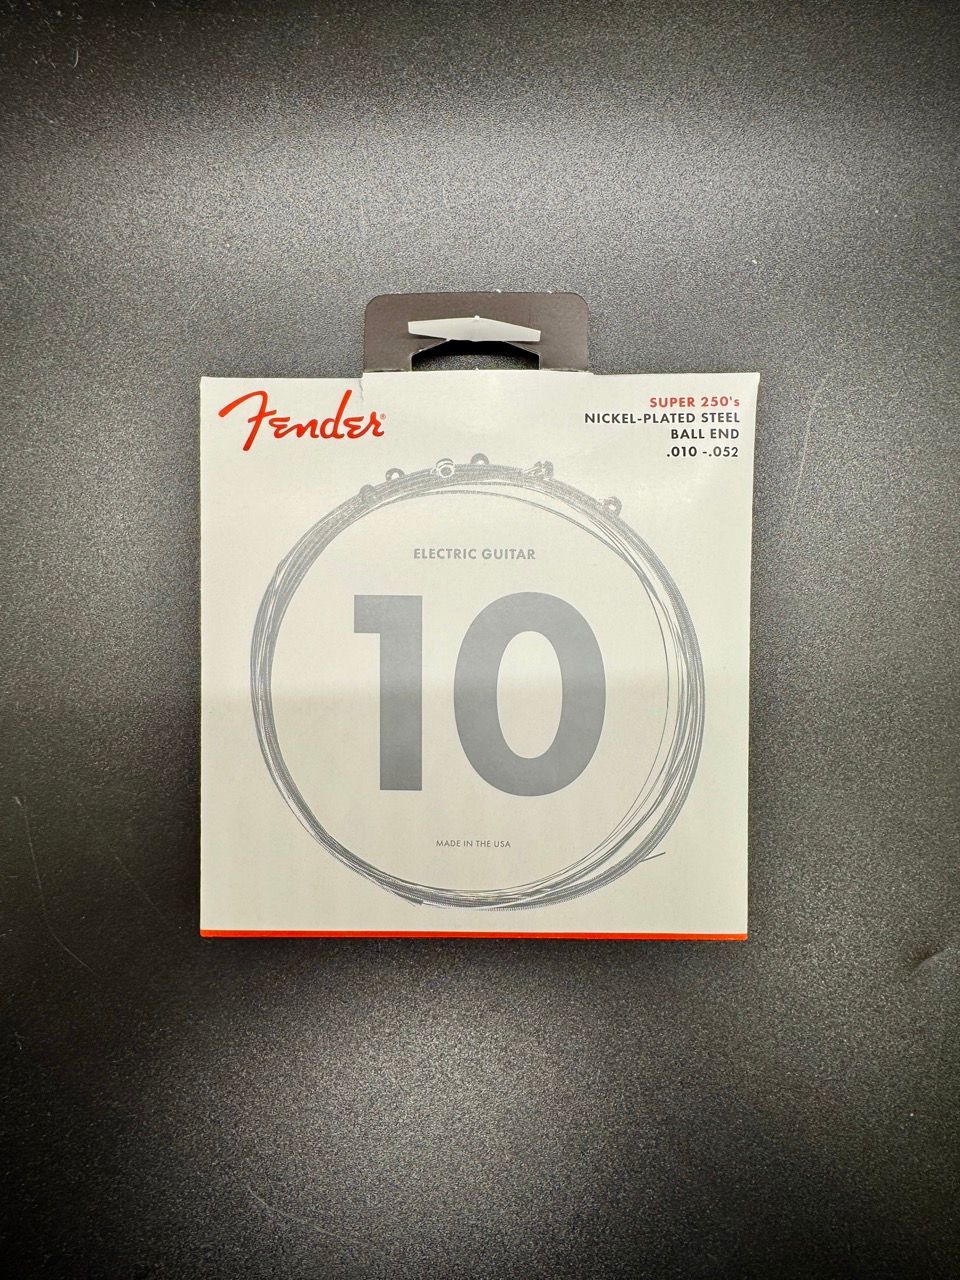 Fender®
SUPER 250's
NICKEL-PLATED STEEL
BALL END
.010 -.052
ELECTRIC GUITAR
10
MADE IN THE USA